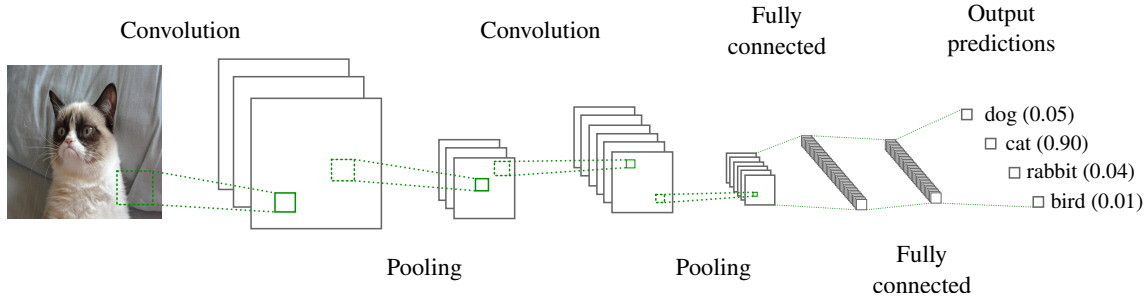 Convolution
Convolution
Fully
connected
Output
predictions
dog (0.05)
cat (0.90)
rabbit (0.04)
bird (0.01)
Pooling
Pooling
Fully
connected